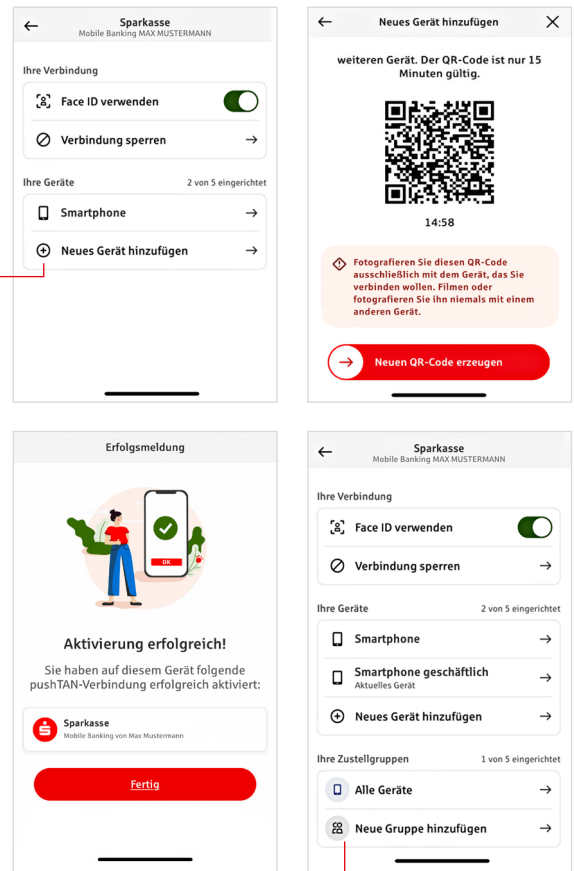 Sparkasse
Mobile Banking MAX MUSTERMANN
Ihre Verbindung
Face ID verwenden
Verbindung sperren
Ihre Geräte 2 von 5 eingerichtet
Smartphone
Neues Gerät hinzufügen
Neues Gerät hinzufügen
weiteren Gerät. Der QR-Code ist nur 15
Minuten gültig.
14:58
Fotografieren Sie diesen QR-Code
ausschließlich mit dem Gerät, das Sie
verbinden wollen. Filmen oder
fotografieren Sie ihn niemals mit einem
anderen Gerät.
Neuen QR-Code erzeugen
Erfolgsmeldung
OK
Aktivierung erfolgreich!
Sie haben auf diesem Gerät folgende
pushTAN-Verbindung erfolgreich aktiviert:
Sparkasse
Mobile Banking von Max Mustermann
Fertig
Sparkasse
Mobile Banking MAX MUSTERMANN
Ihre Verbindung
Face ID verwenden
Verbindung sperren
Ihre Geräte 2 von 5 eingerichtet
Smartphone
Smartphone geschäftlich
Aktuelles Gerät
Neues Gerät hinzufügen
Ihre Zustellgruppen 1 von 5 eingerichtet
Alle Geräte
Neue Gruppe hinzufügen